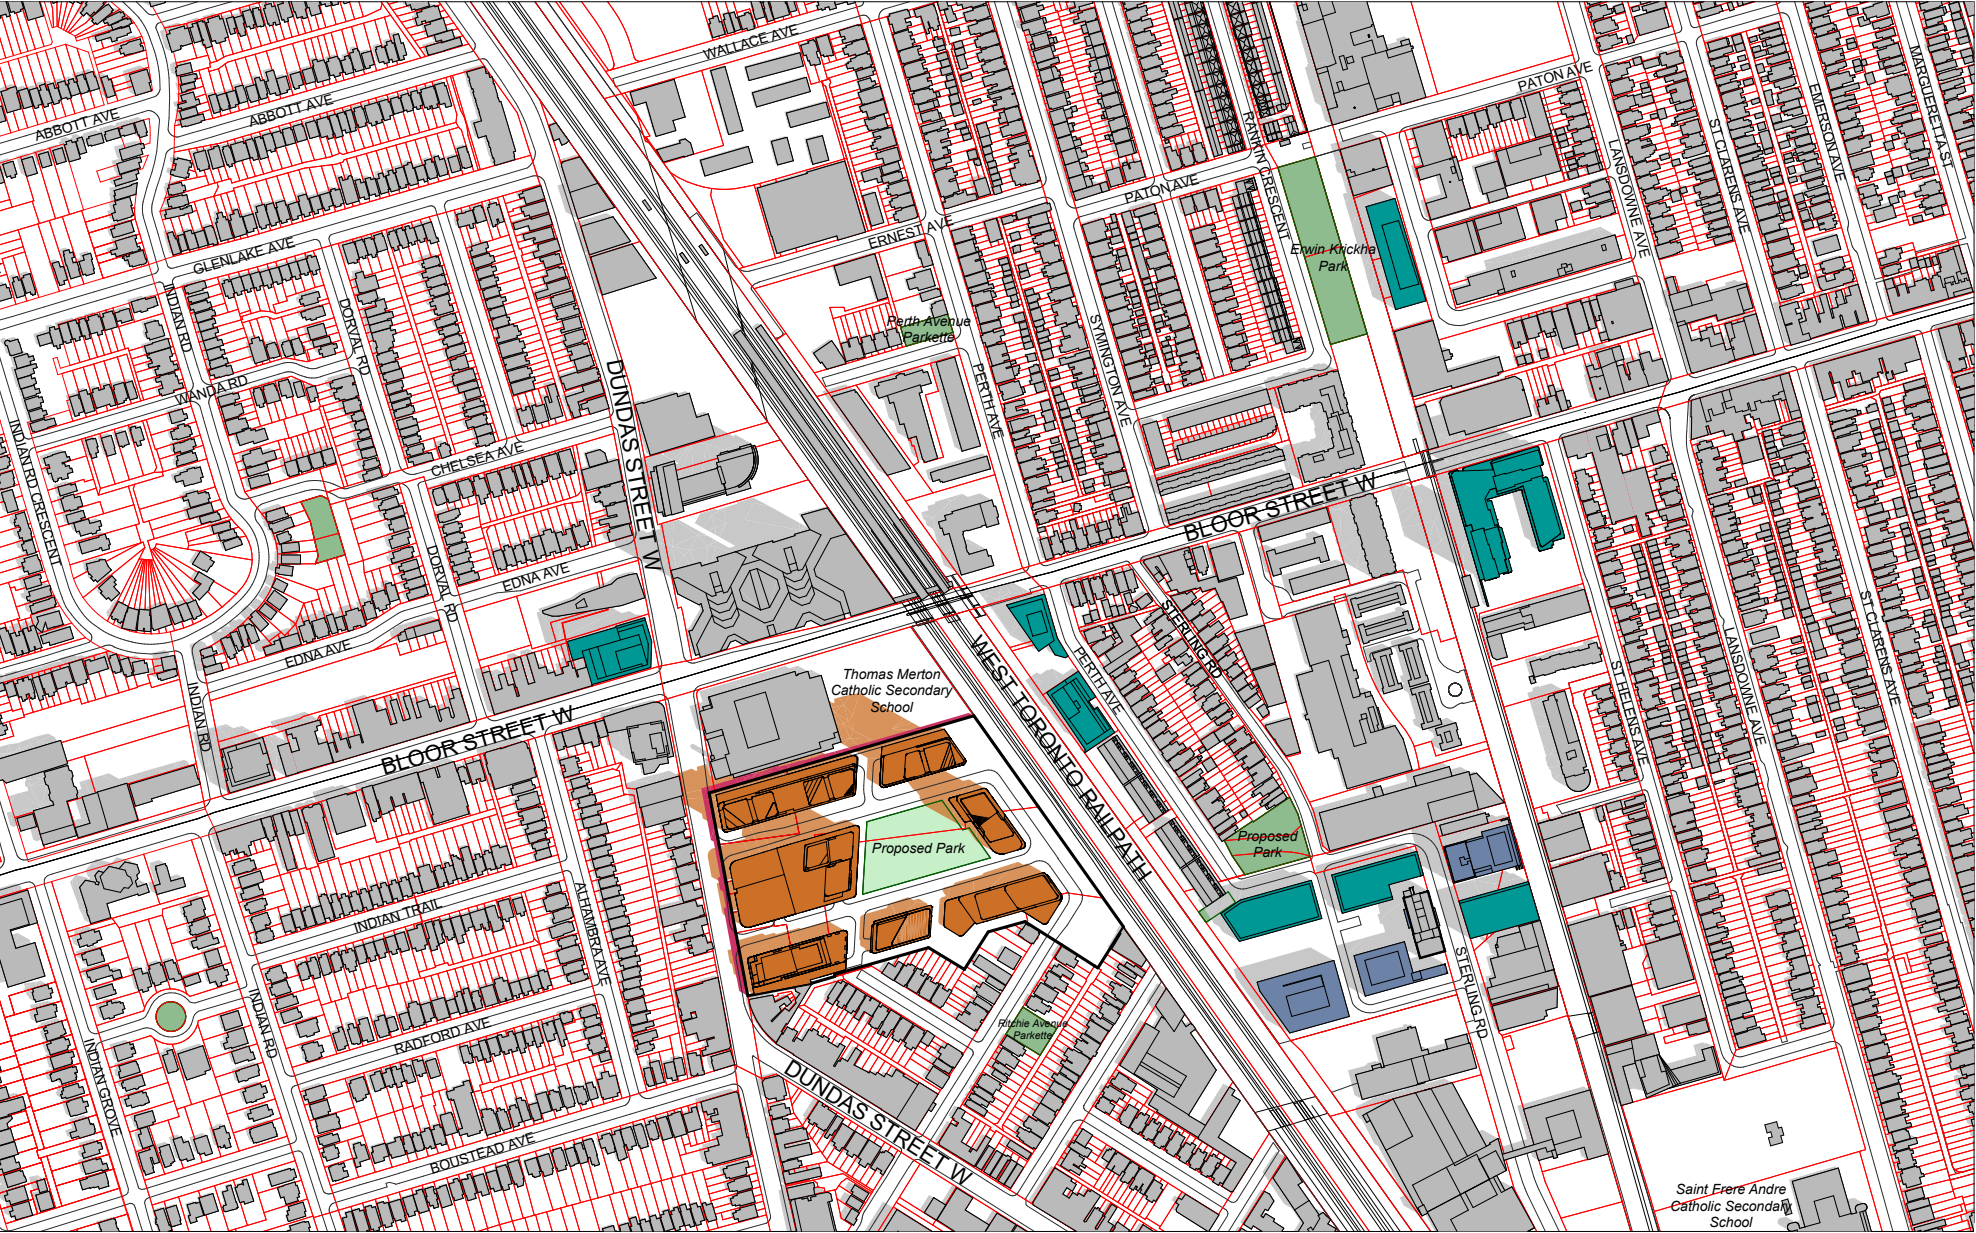 WALLACE AVE
MARGUERETTA ST
PATON AVE
EMERSON AVE
ABBOTT AVE
ABBOTT AVE
RANKIN CRESCENT
ST CLARENS AVE
LANSDOWNE AVE
PATON AVE
ERNEST AVE
GLENLAKE AVE
Erwin Krickha
Park
INDIAN RD
DORVAL RD
Perth Avenue
Parkette
SYMINGTON AVE
PERTH AVE
WANDA RD
DUNDAS STREET W
INDIAN RD CRESCENT
CHELSEA AVE
BLOOR STREET W
DORVAL RD
EDNA AVE
EDNA AVE
STERLING RD
ST CLARENS AVE
LANSDOWNE AVE
PERTH AVE
WEST TORONTO RAILPATH
Thomas Merton
Catholic Secondary
School
ST HELENS AVE
INDIAN RD
BLOOR STREET W
Proposed Park
Proposed
Park
ALHAMBRA AVE
INDIAN TRAIL
STERLING RD
INDIAN RD
RADFORD AVE
Ritchie Avenue
Parkette
INDIAN GROVE
DUNDAS STREET W
BOUSTEAD AVE
Saint Frere Andre
Catholic Secondary
School